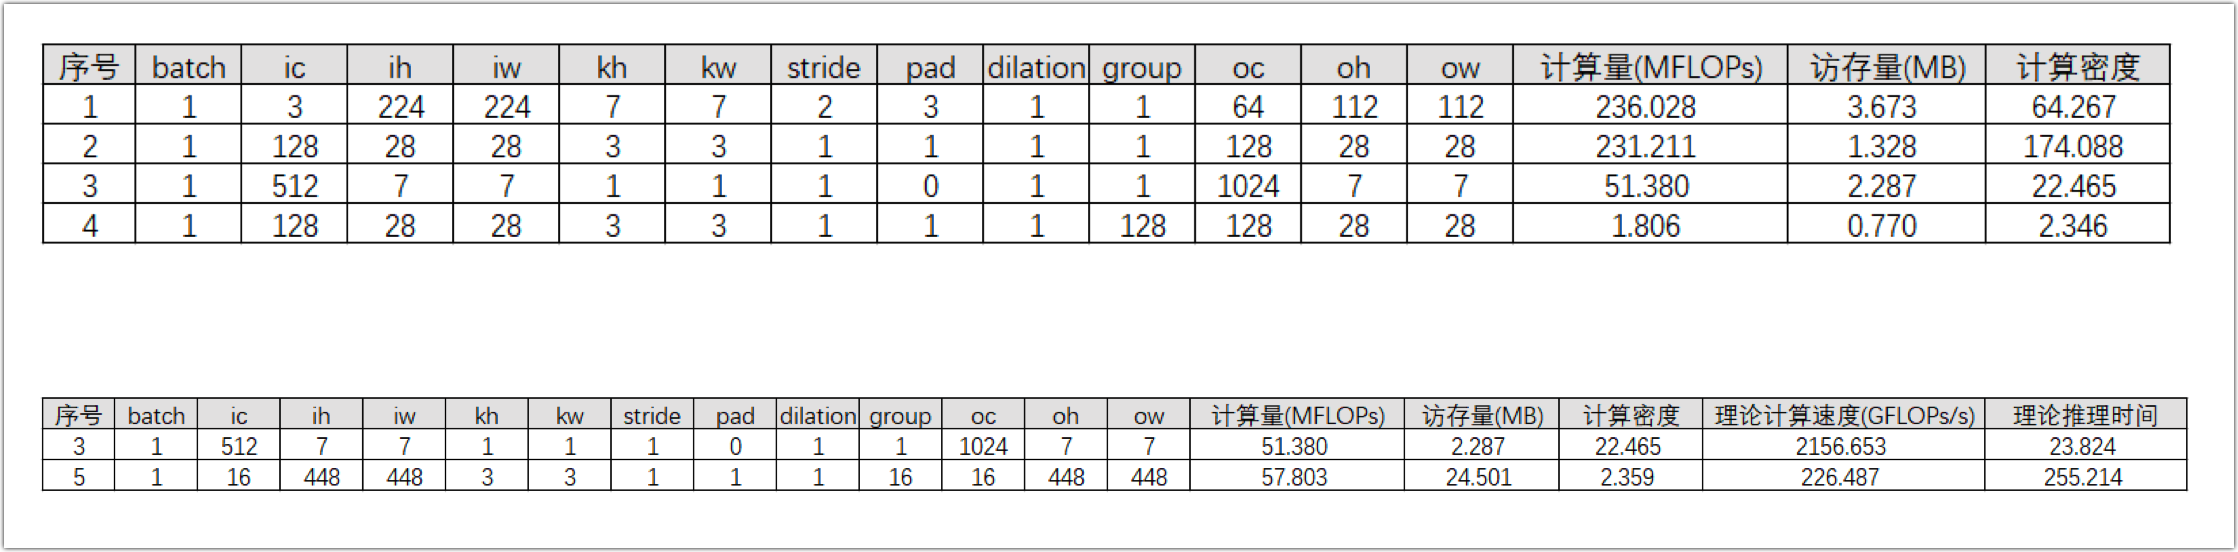 序号 batch ic ih iw kh kw stride pad dilation group oc oh ow 计算量(MFLOPs) 访存量(MB) 计算密度
1 1 3 224 224 7 7 2 3 1 1 64 112 112 236.028 3.673 64.267
2 1 128 28 28 3 3 1 1 1 1 128 28 28 231.211 1.328 174.088
3 1 512 7 7 1 1 1 0 1 1 1024 7 7 51.380 2.287 22.465
4 1 128 28 28 3 3 1 1 1 128 128 28 28 1.806 0.770 2.346
序号 batch ic ih iw kh kw stride pad dilation group oc oh ow 计算量(MFLOPs) 访存量(MB) 计算密度 理论计算速度(GFLOPs/s) 理论推理时间
3 1 512 7 7 1 1 1 0 1 1 1024 7 7 51.380 2.287 22.465 2156.653 23.824
5 1 16 448 448 3 3 1 1 1 16 16 448 448 57.803 24.501 2.359 226.487 255.214